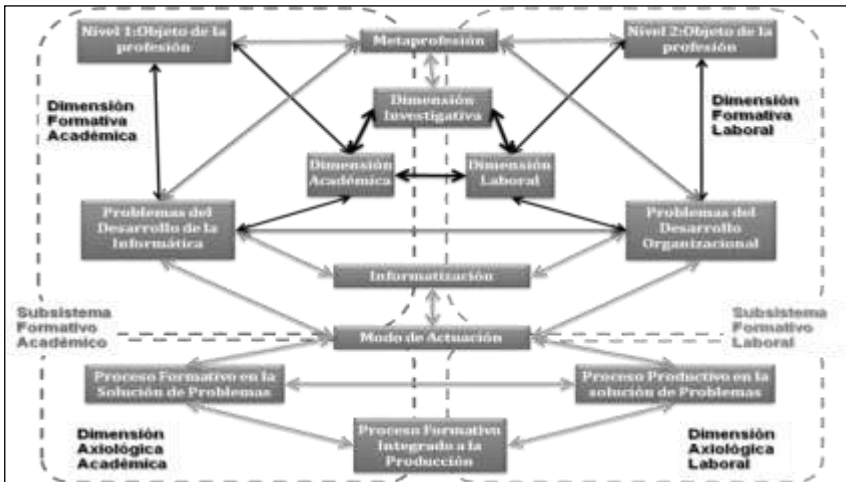 Nivel 1:Objeto de la
profesión
Metaprofesión
Nivel 2:Objeto de la
profesión
Dimensión
Formativa
Académica
Dimensión
Investigativa
Dimensión
Formativa
Laboral
Dimensión
Académica
Dimensión
Laboral
Problemas del
Desarrollo de la
Informática
Problemas del
Desarrollo
Organizacional
Informatización
Subsistema
Formativo
Académico
Modo de Actuación
Subsistema
Formativo
Laboral
Proceso Formativo en la
Solución de Problemas
Proceso Productivo en la
solución de Problemas
Dimensión
Axiológica
Académica
Proceso Formativo
Integrado a la
Producción
Dimensión
Axiológica
Laboral